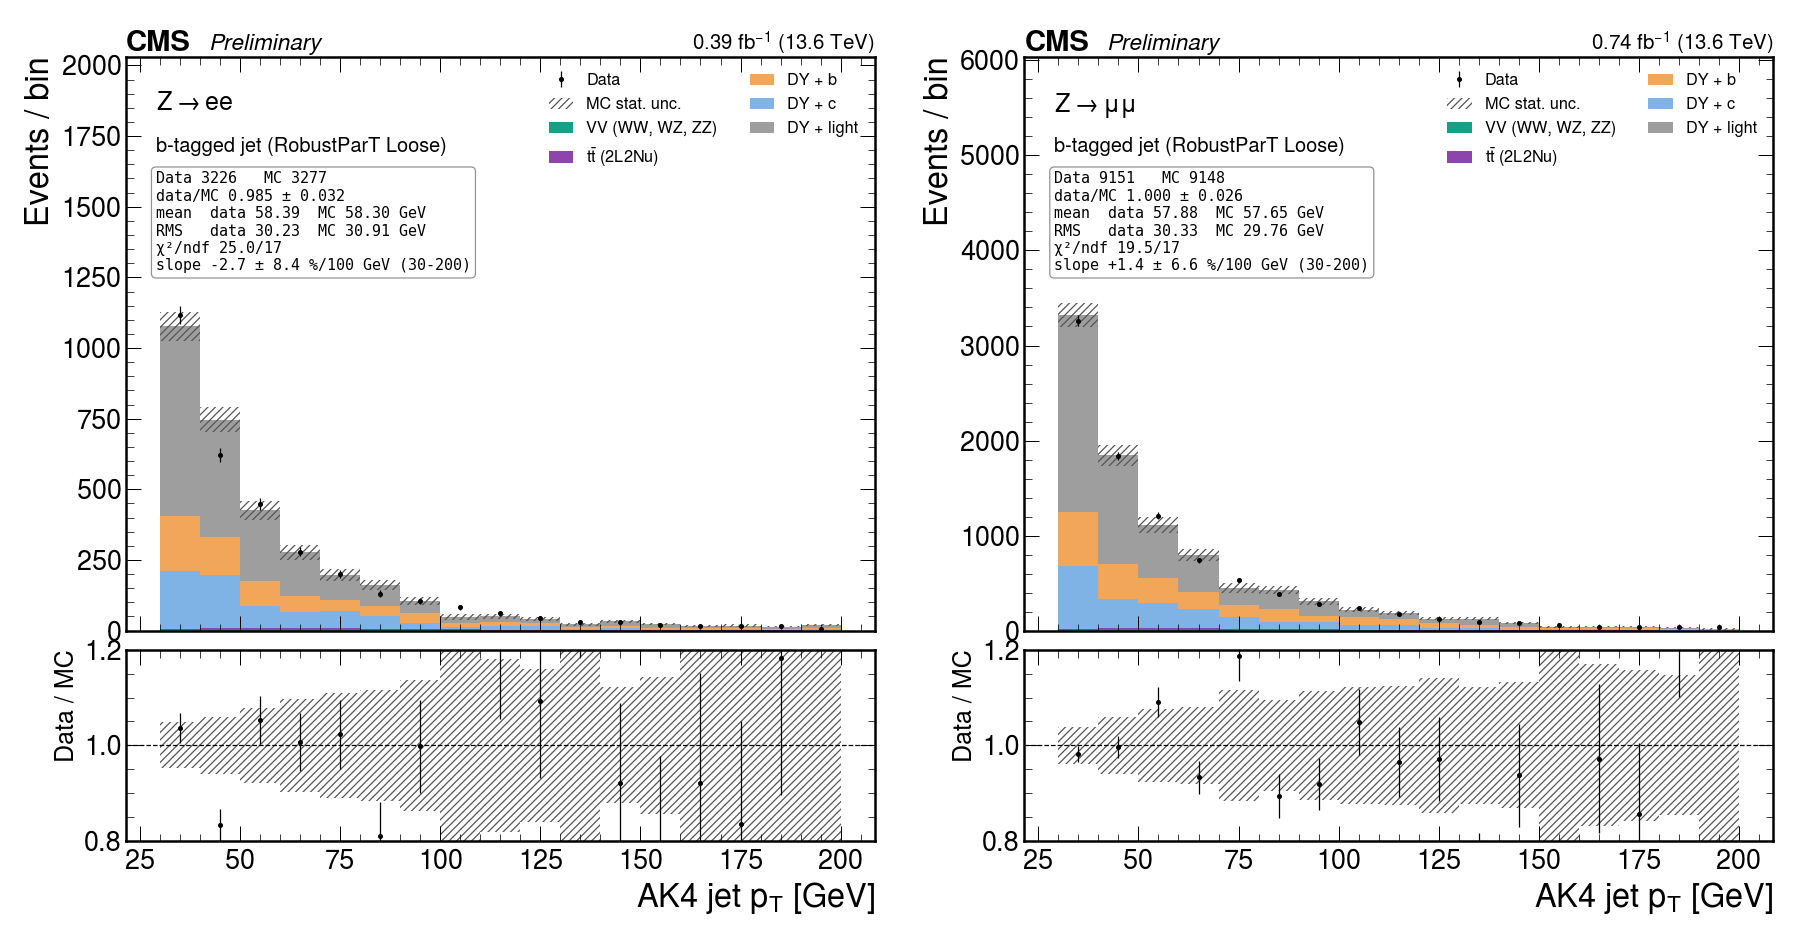 CMS Preliminary 0.39 fb⁻¹ (13.6 TeV)
Events / bin
2000
1750
1500
1250
1000
750
500
250
0
Z→ee
b-tagged jet (RobustParT Loose)
Data 3226 MC 3277
data/MC 0.985 ± 0.032
mean data 58.39 MC 58.30 GeV
RMS data 30.23 MC 30.91 GeV
χ²/ndf 25.0/17
slope -2.7 ± 8.4 %/100 GeV (30-200)
Data
MC stat. unc.
VV (WW, WZ, ZZ)
tt̄ (2L2Nu)
DY + b
DY + c
DY + light
Data / MC
1.2
1.0
0.8
25 50 75 100 125 150 175 200
AK4 jet p_T [GeV]
CMS Preliminary 0.74 fb⁻¹ (13.6 TeV)
Events / bin
6000
5000
4000
3000
2000
1000
0
Z→μμ
b-tagged jet (RobustParT Loose)
Data 9151 MC 9148
data/MC 1.000 ± 0.026
mean data 57.88 MC 57.65 GeV
RMS data 30.33 MC 29.76 GeV
χ²/ndf 19.5/17
slope +1.4 ± 6.6 %/100 GeV (30-200)
Data
MC stat. unc.
VV (WW, WZ, ZZ)
tt̄ (2L2Nu)
DY + b
DY + c
DY + light
Data / MC
1.2
1.0
0.8
25 50 75 100 125 150 175 200
AK4 jet p_T [GeV]